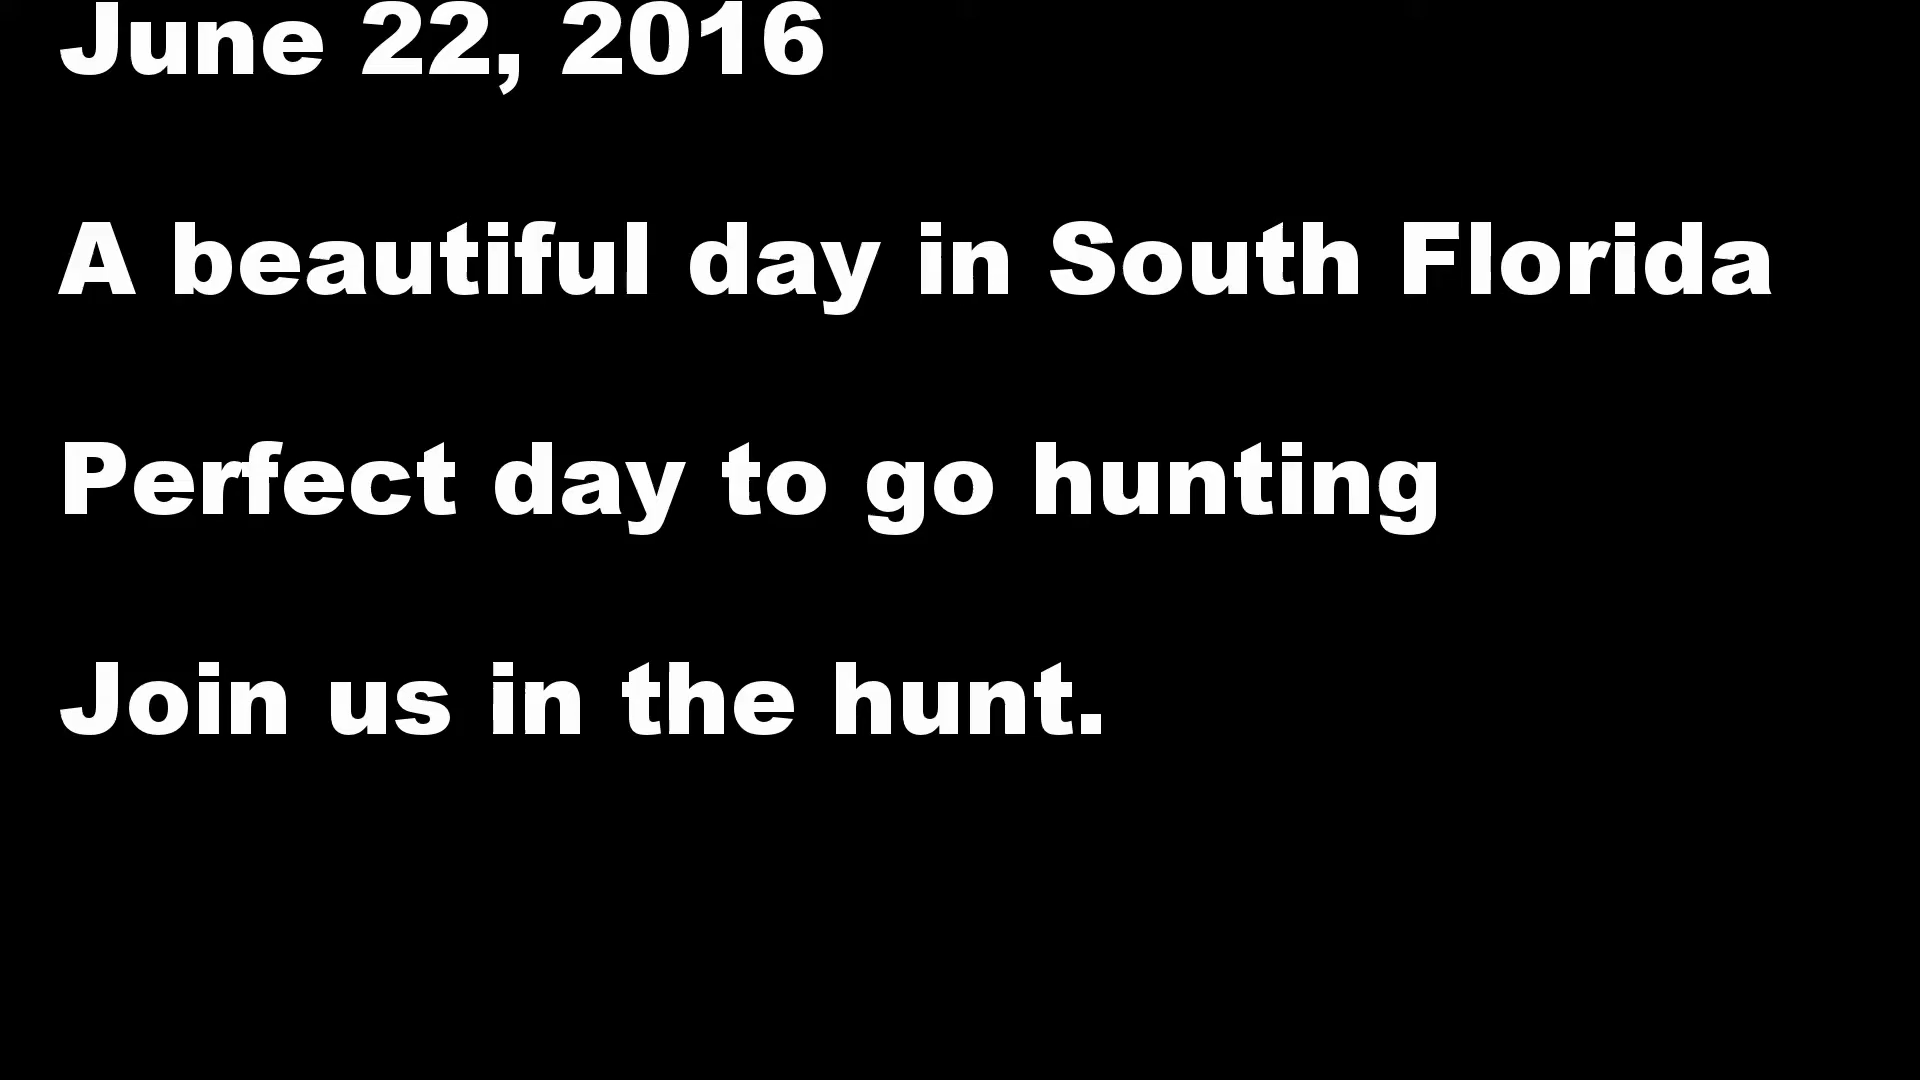 June 22, 2016
A beautiful day in South Florida
Perfect day to go hunting
Join us in the hunt.